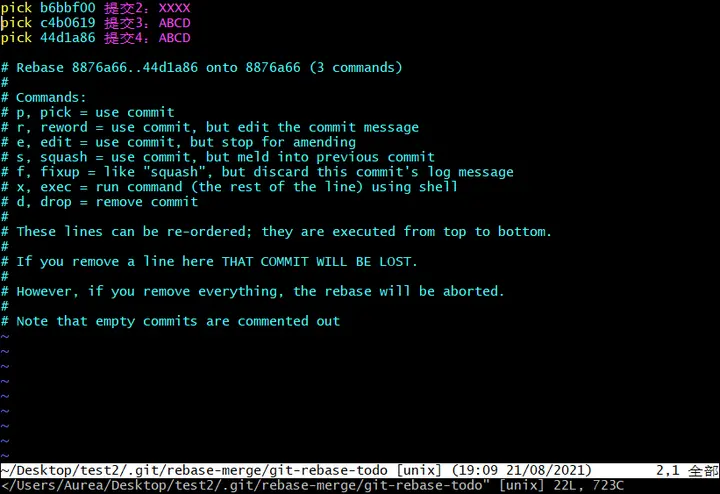 pick b6bbf00 提交2：XXXX
pick c4b0619 提交3：ABCD
pick 44d1a86 提交4：ABCD
# Rebase 8876a66..44d1a86 onto 8876a66 (3 commands)
#
# Commands:
# p, pick = use commit
# r, reword = use commit, but edit the commit message
# e, edit = use commit, but stop for amending
# s, squash = use commit, but meld into previous commit
# f, fixup = like "squash", but discard this commit's log message
# x, exec = run command (the rest of the line) using shell
# d, drop = remove commit
#
# These lines can be re-ordered; they are executed from top to bottom.
#
# If you remove a line here THAT COMMIT WILL BE LOST.
#
# However, if you remove everything, the rebase will be aborted.
#
# Note that empty commits are commented out
~
~
~
~
~
~
~
~
~
~/Desktop/test2/.git/rebase-merge/git-rebase-todo [unix] (19:09 21/08/2021) 2,1 全部
</Users/Aurea/Desktop/test2/.git/rebase-merge/git-rebase-todo" [unix] 22L, 723C